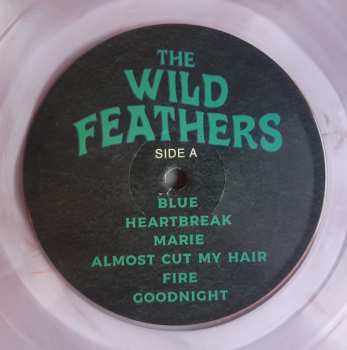 THE
WILD
FEATHERS
SIDE A
BLUE
HEARTBREAK
MARIE
ALMOST CUT MY HAIR
FIRE
GOODNIGHT